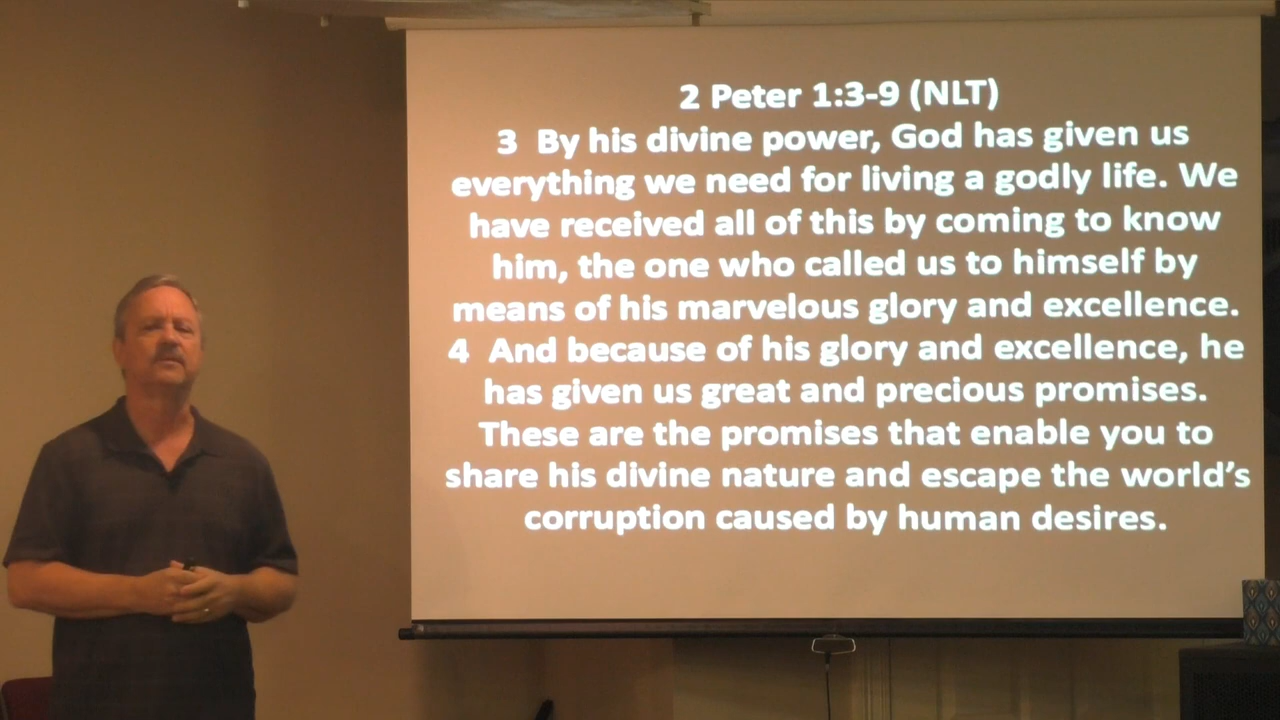 2 Peter 1:3-9 (NLT)
3 By his divine power, God has given us
everything we need for living a godly life. We
have received all of this by coming to know
him, the one who called us to himself by
means of his marvelous glory and excellence.
4 And because of his glory and excellence, he
has given us great and precious promises.
These are the promises that enable you to
share his divine nature and escape the world’s
corruption caused by human desires.